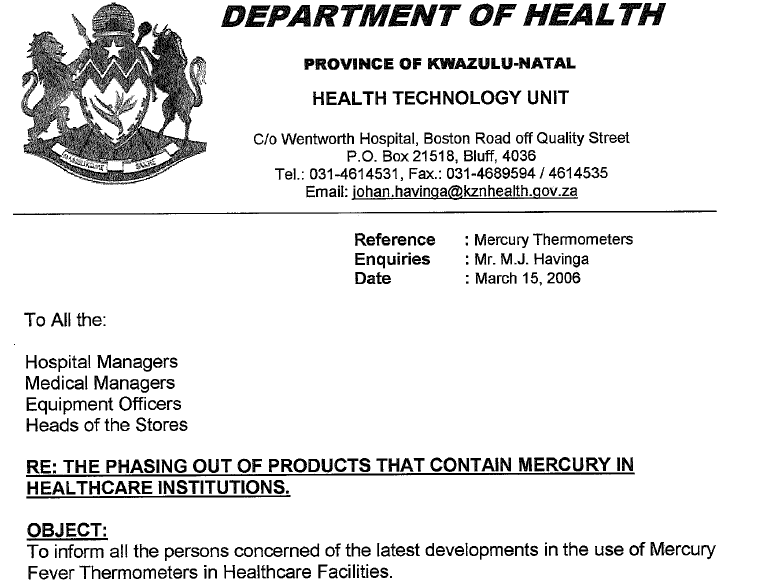 DEPARTMENT OF HEALTH
PROVINCE OF KWAZULU-NATAL
HEALTH TECHNOLOGY UNIT
C/o Wentworth Hospital, Boston Road off Quality Street
P.O. Box 21518, Bluff, 4036
Tel.: 031-4614531, Fax.: 031-4689594 / 4614535
Email: johan.havinga@kznhealth.gov.za
Reference : Mercury Thermometers
Enquiries : Mr. M.J. Havinga
Date : March 15, 2006
To All the:
Hospital Managers
Medical Managers
Equipment Officers
Heads of the Stores
RE: THE PHASING OUT OF PRODUCTS THAT CONTAIN MERCURY IN
HEALTHCARE INSTITUTIONS.
OBJECT:
To inform all the persons concerned of the latest developments in the use of Mercury
Fever Thermometers in Healthcare Facilities.